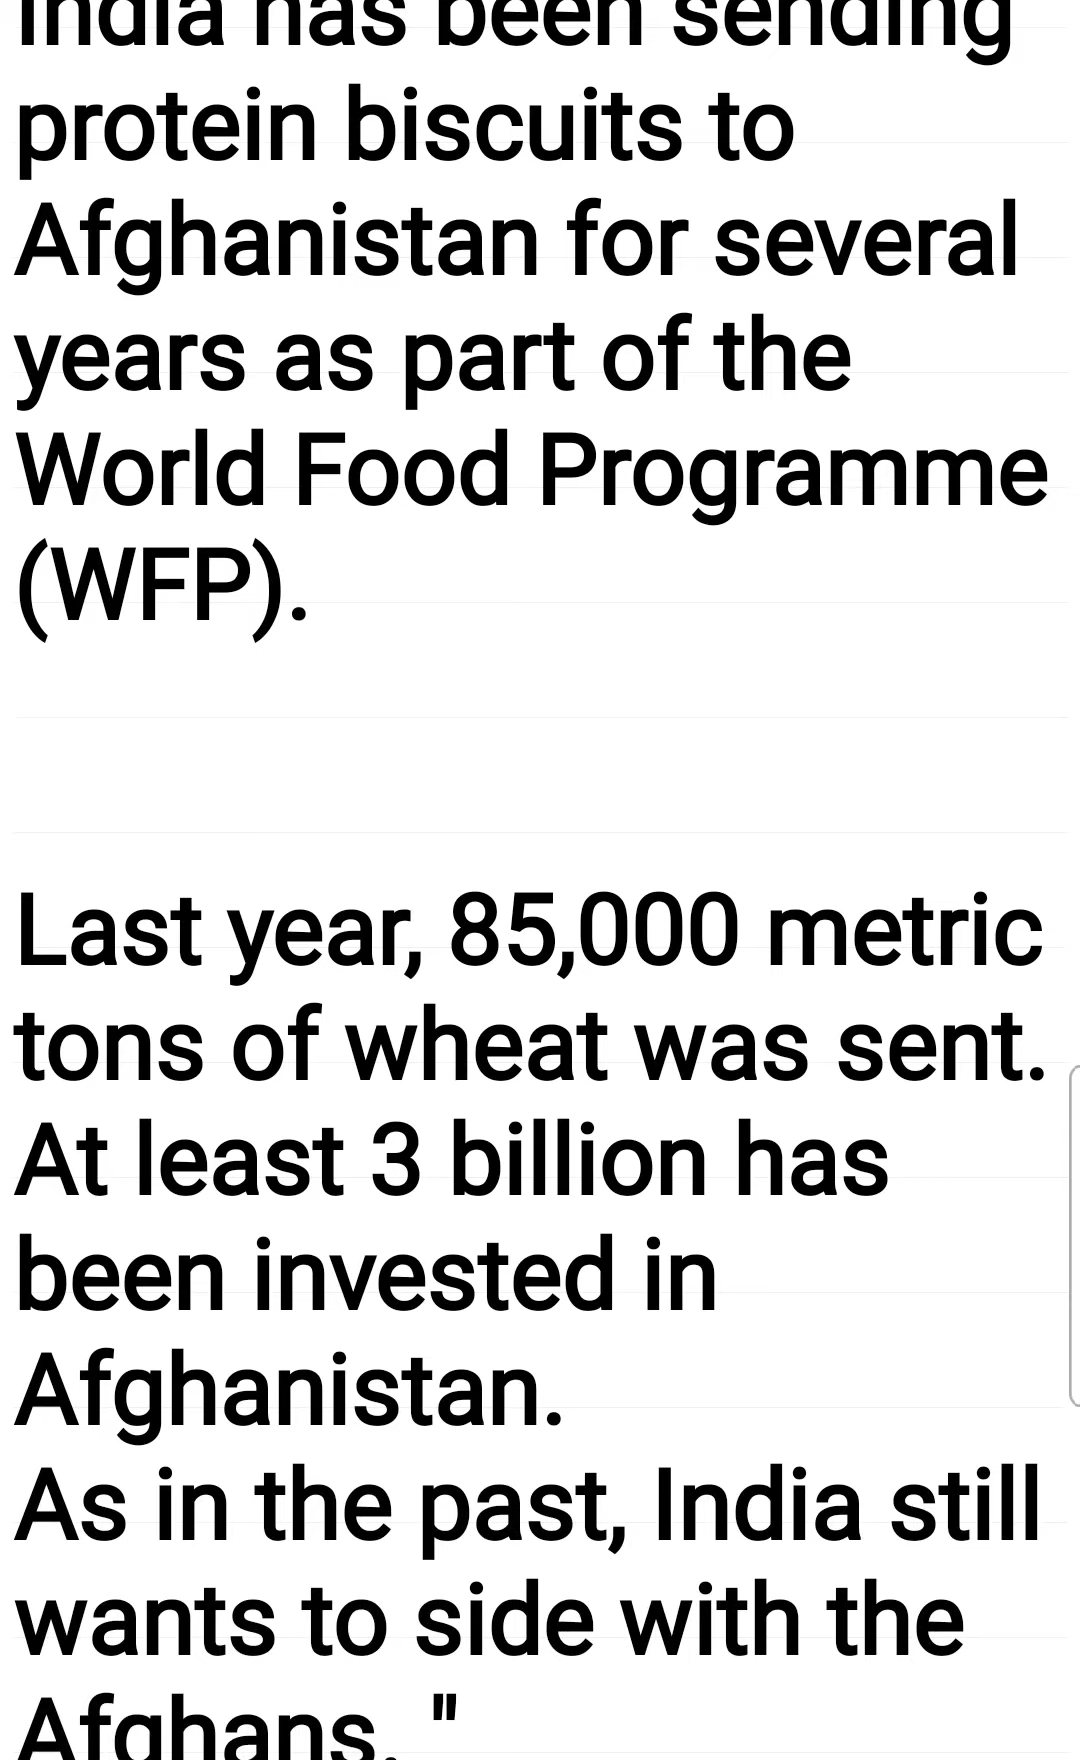 India has been sending
protein biscuits to
Afghanistan for several
years as part of the
World Food Programme
(WFP).
Last year, 85,000 metric
tons of wheat was sent.
At least 3 billion has
been invested in
Afghanistan.
As in the past, India still
wants to side with the
Afghans. "